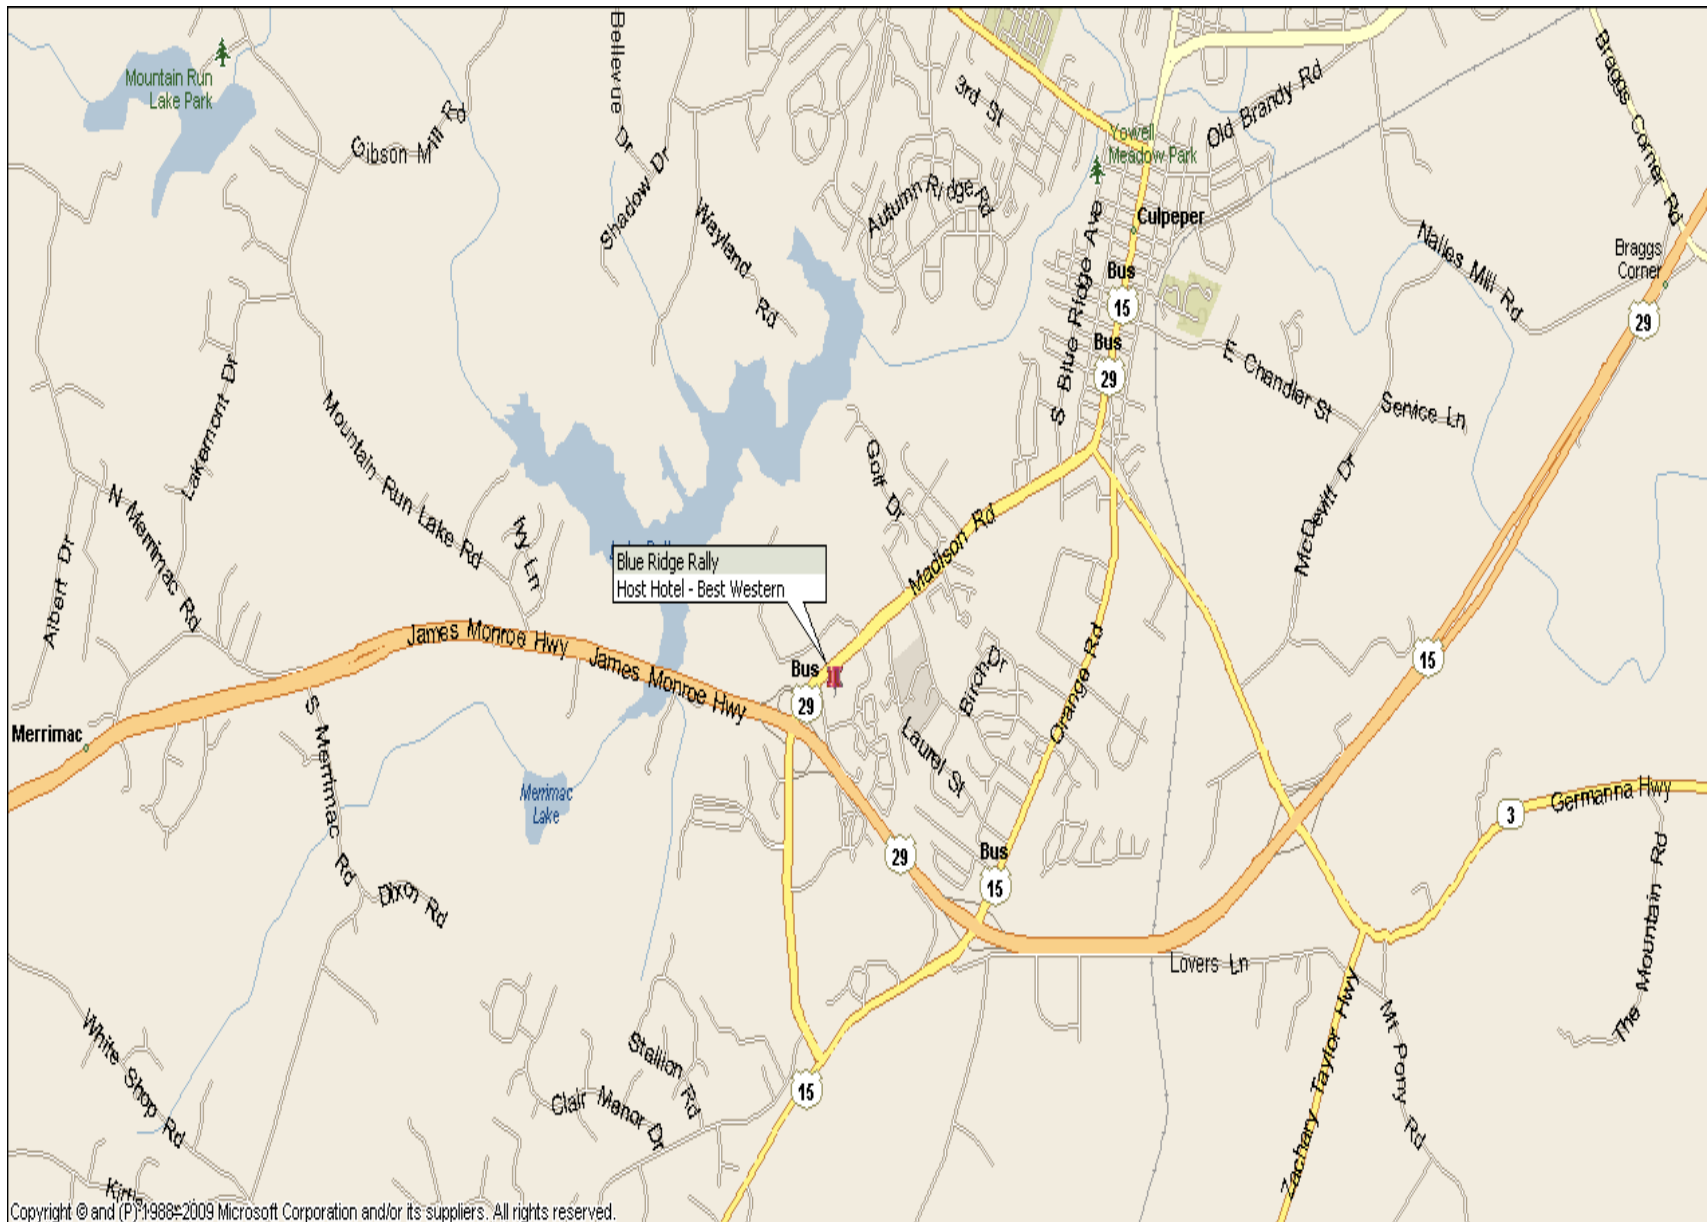 Mountain Run
Lake Park
Gibson Mill Rd
Bellevue Dr
Shadow Dr
Wayland Rd
3rd St
Autumn Ridge Rd
Yowell
Meadow Park
Old Brandy Rd
Braggs Corner Rd
Culpeper
S Blue Ridge Ave
Bus
15
Bus
29
Nalles Mill Rd
Braggs
Corner
29
E Chandler St
Service Ln
McDevitt Dr
Lakemont Dr
Mountain Run Lake Rd
N Merrimac Rd
Albert Dr
Ivy Ln
Golf Dr
Madison Rd
Blue Ridge Rally
Host Hotel - Best Western
James Monroe Hwy
James Monroe Hwy
Bus
29
Birch Dr
Orange Rd
Laurel St
15
Merrimac
S Merrimac Rd
Merrimac
Lake
Dixon Rd
29
Bus
15
3
Germanna Hwy
The Mountain Rd
Lovers Ln
Zachary Taylor Hwy
Mt Pony Rd
White Shop Rd
Stallion Rd
Clair Manor Dr
15
Copyright © and (P) 1988–2009 Microsoft Corporation and/or its suppliers. All rights reserved.